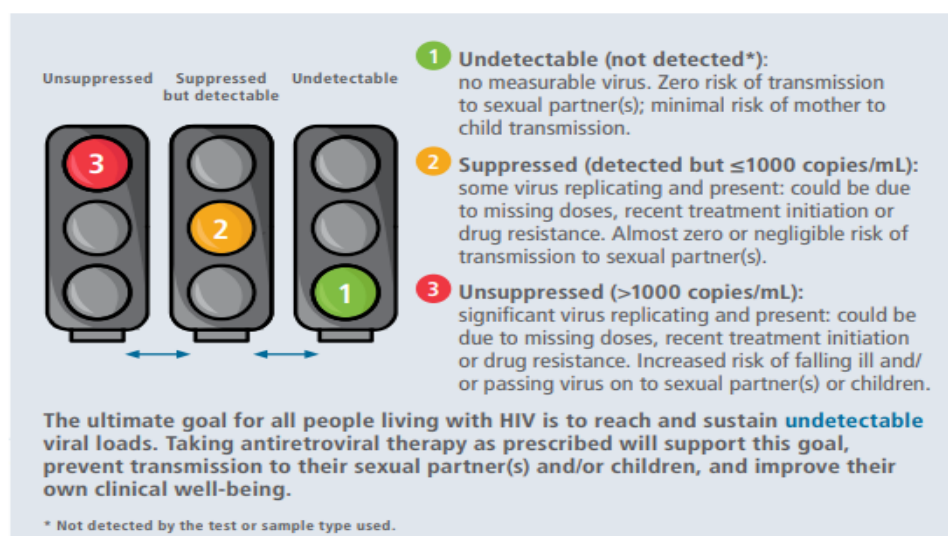 Unsuppressed
Suppressed
but detectable
Undetectable
3
2
1
1 Undetectable (not detected*):
no measurable virus. Zero risk of transmission
to sexual partner(s); minimal risk of mother to
child transmission.
2 Suppressed (detected but ≤1000 copies/mL):
some virus replicating and present: could be due
to missing doses, recent treatment initiation or
drug resistance. Almost zero or negligible risk of
transmission to sexual partner(s).
3 Unsuppressed (>1000 copies/mL):
significant virus replicating and present: could be
due to missing doses, recent treatment initiation
or drug resistance. Increased risk of falling ill and/
or passing virus on to sexual partner(s) or children.
The ultimate goal for all people living with HIV is to reach and sustain undetectable
viral loads. Taking antiretroviral therapy as prescribed will support this goal,
prevent transmission to their sexual partner(s) and/or children, and improve their
own clinical well-being.
* Not detected by the test or sample type used.